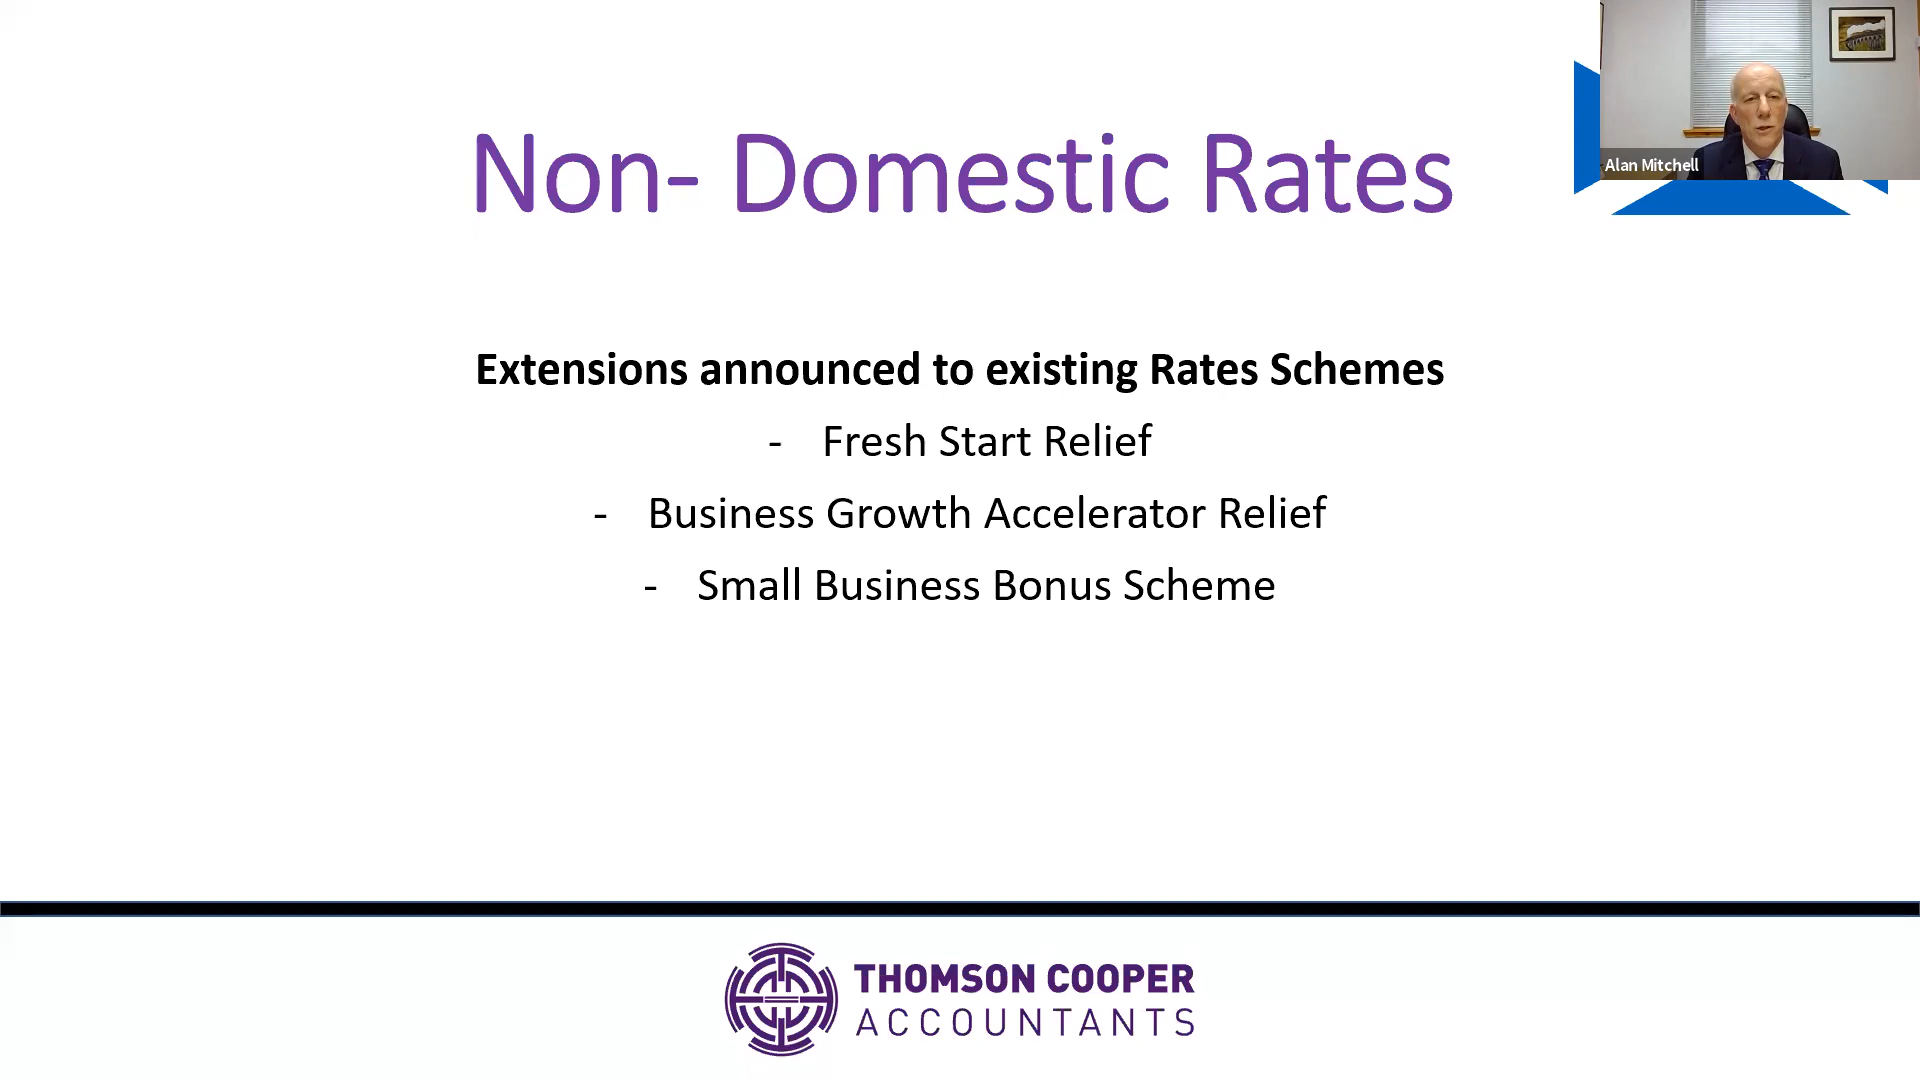 Non- Domestic Rates
Alan Mitchell
Extensions announced to existing Rates Schemes
- Fresh Start Relief
- Business Growth Accelerator Relief
- Small Business Bonus Scheme
THOMSON COOPER
ACCOUNTANTS